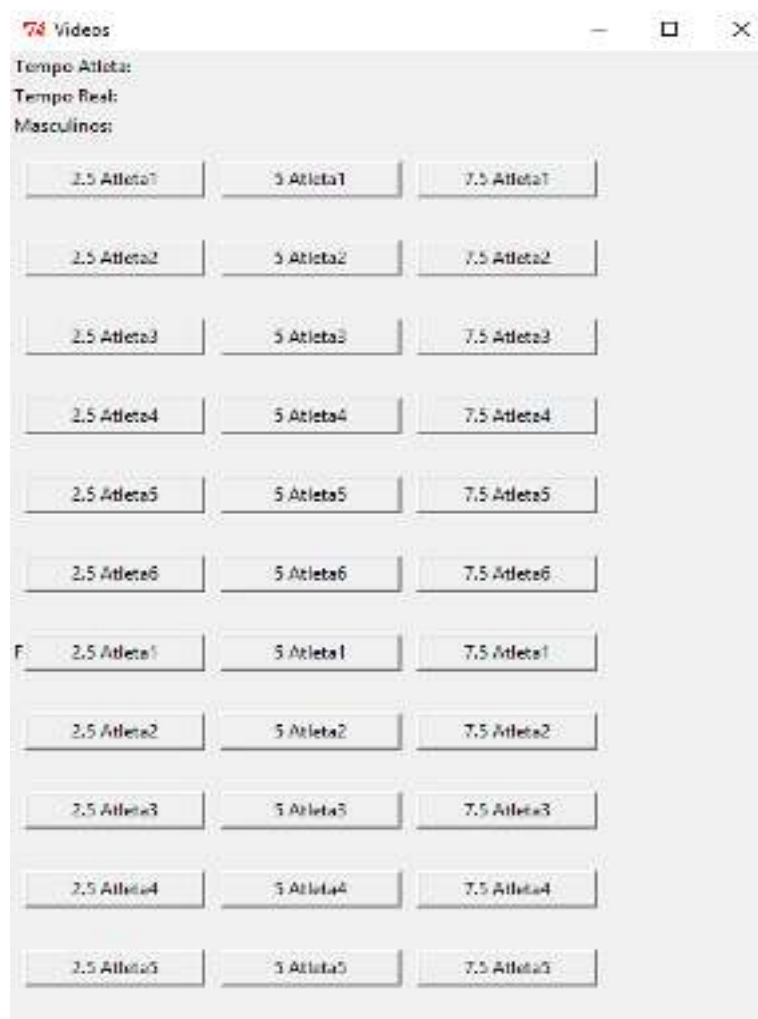 Videos
Tempo Atleta:
Tempo Real:
Masculinos:
2.5 Atleta1 5 Atleta1 7.5 Atleta1
2.5 Atleta2 5 Atleta2 7.5 Atleta2
2.5 Atleta3 5 Atleta3 7.5 Atleta3
2.5 Atleta4 5 Atleta4 7.5 Atleta4
2.5 Atleta5 5 Atleta5 7.5 Atleta5
2.5 Atleta6 5 Atleta6 7.5 Atleta6
F 2.5 Atleta1 5 Atleta1 7.5 Atleta1
2.5 Atleta2 5 Atleta2 7.5 Atleta2
2.5 Atleta3 5 Atleta3 7.5 Atleta3
2.5 Atleta4 5 Atleta4 7.5 Atleta4
2.5 Atleta5 5 Atleta5 7.5 Atleta5